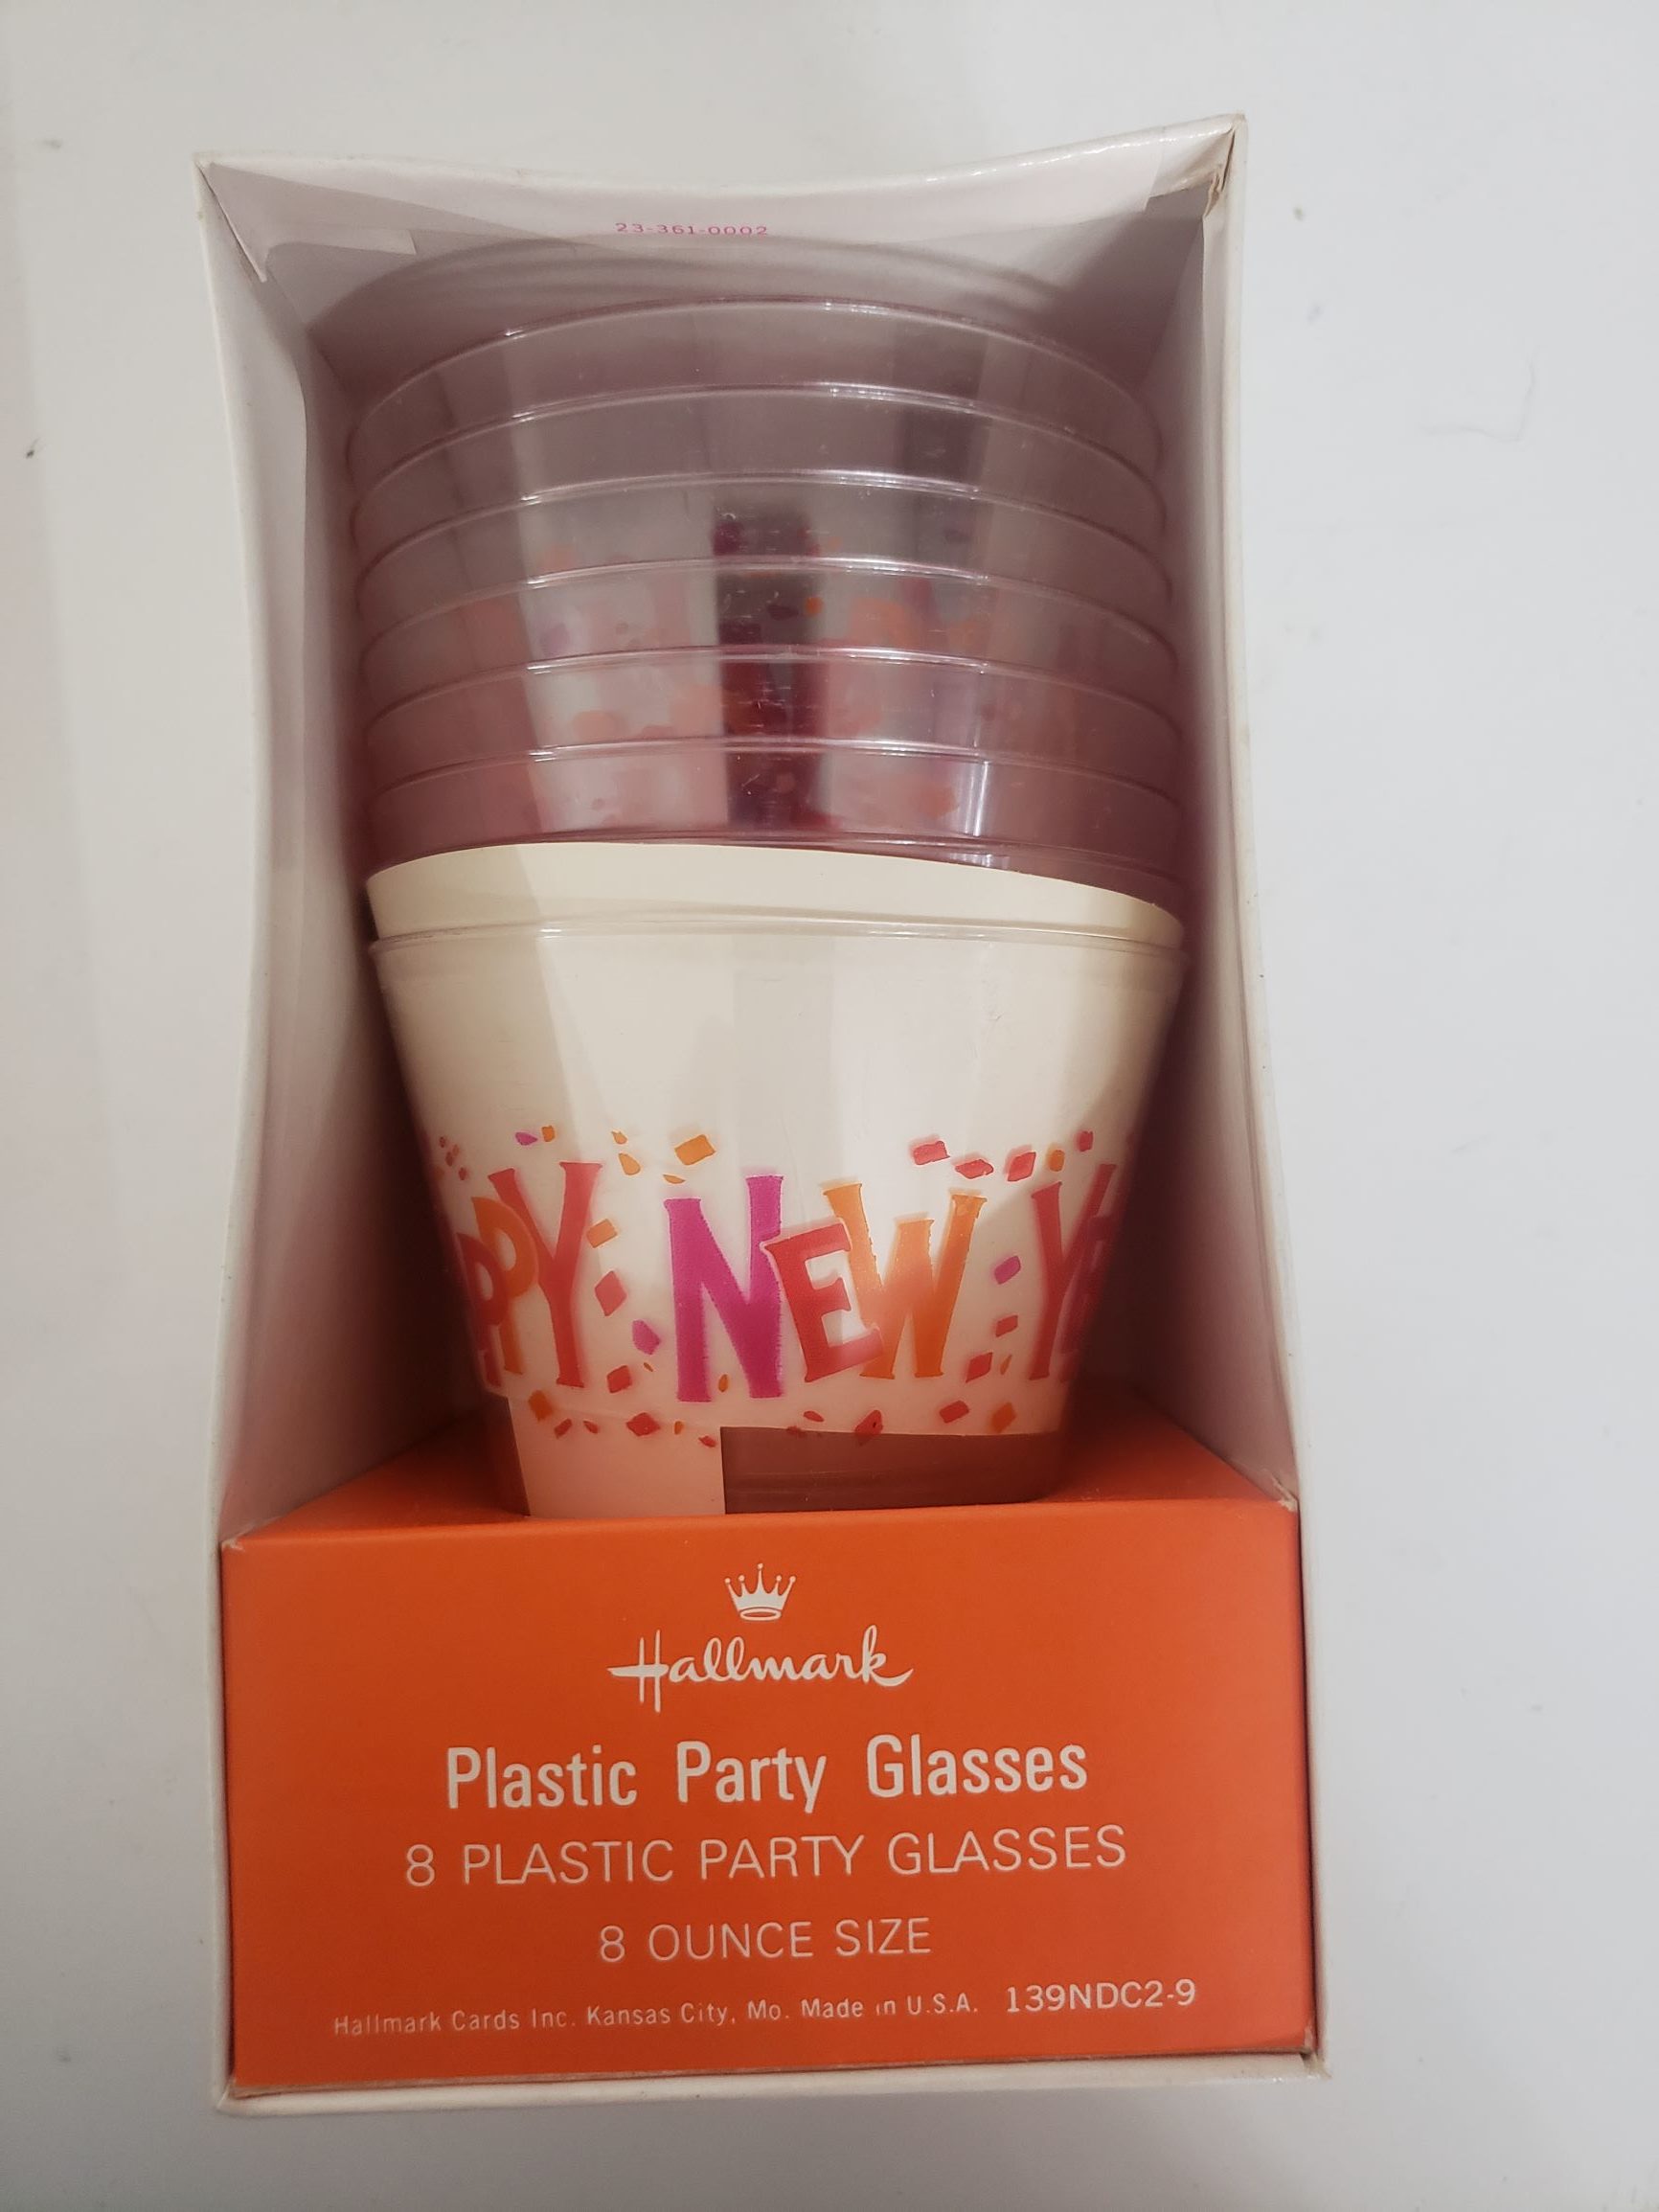 23-361-0002
PPY NEW YE
Hallmark
Plastic Party Glasses
8 PLASTIC PARTY GLASSES
8 OUNCE SIZE
Hallmark Cards Inc. Kansas City, Mo. Made in U.S.A. 139NDC2-9